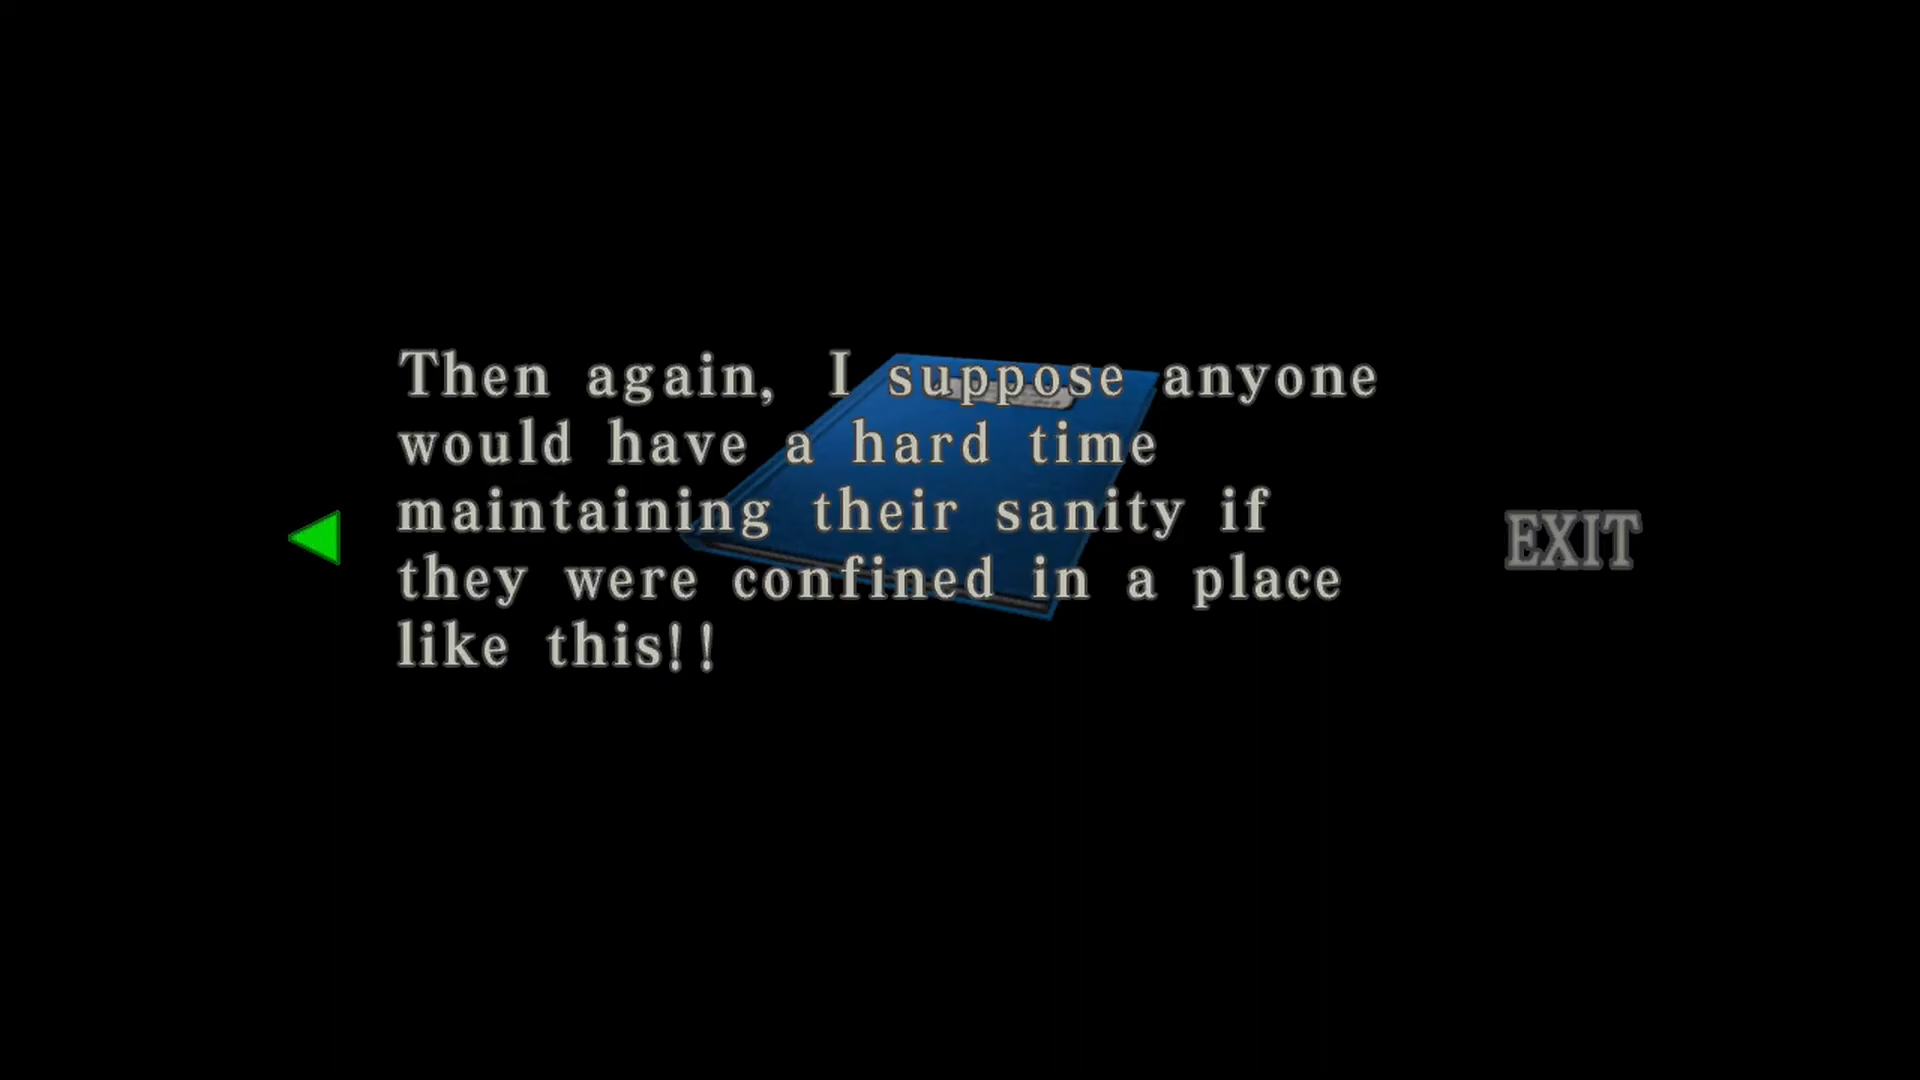 Then again, I suppose anyone
would have a hard time
maintaining their sanity if
they were confined in a place
like this!!
EXIT